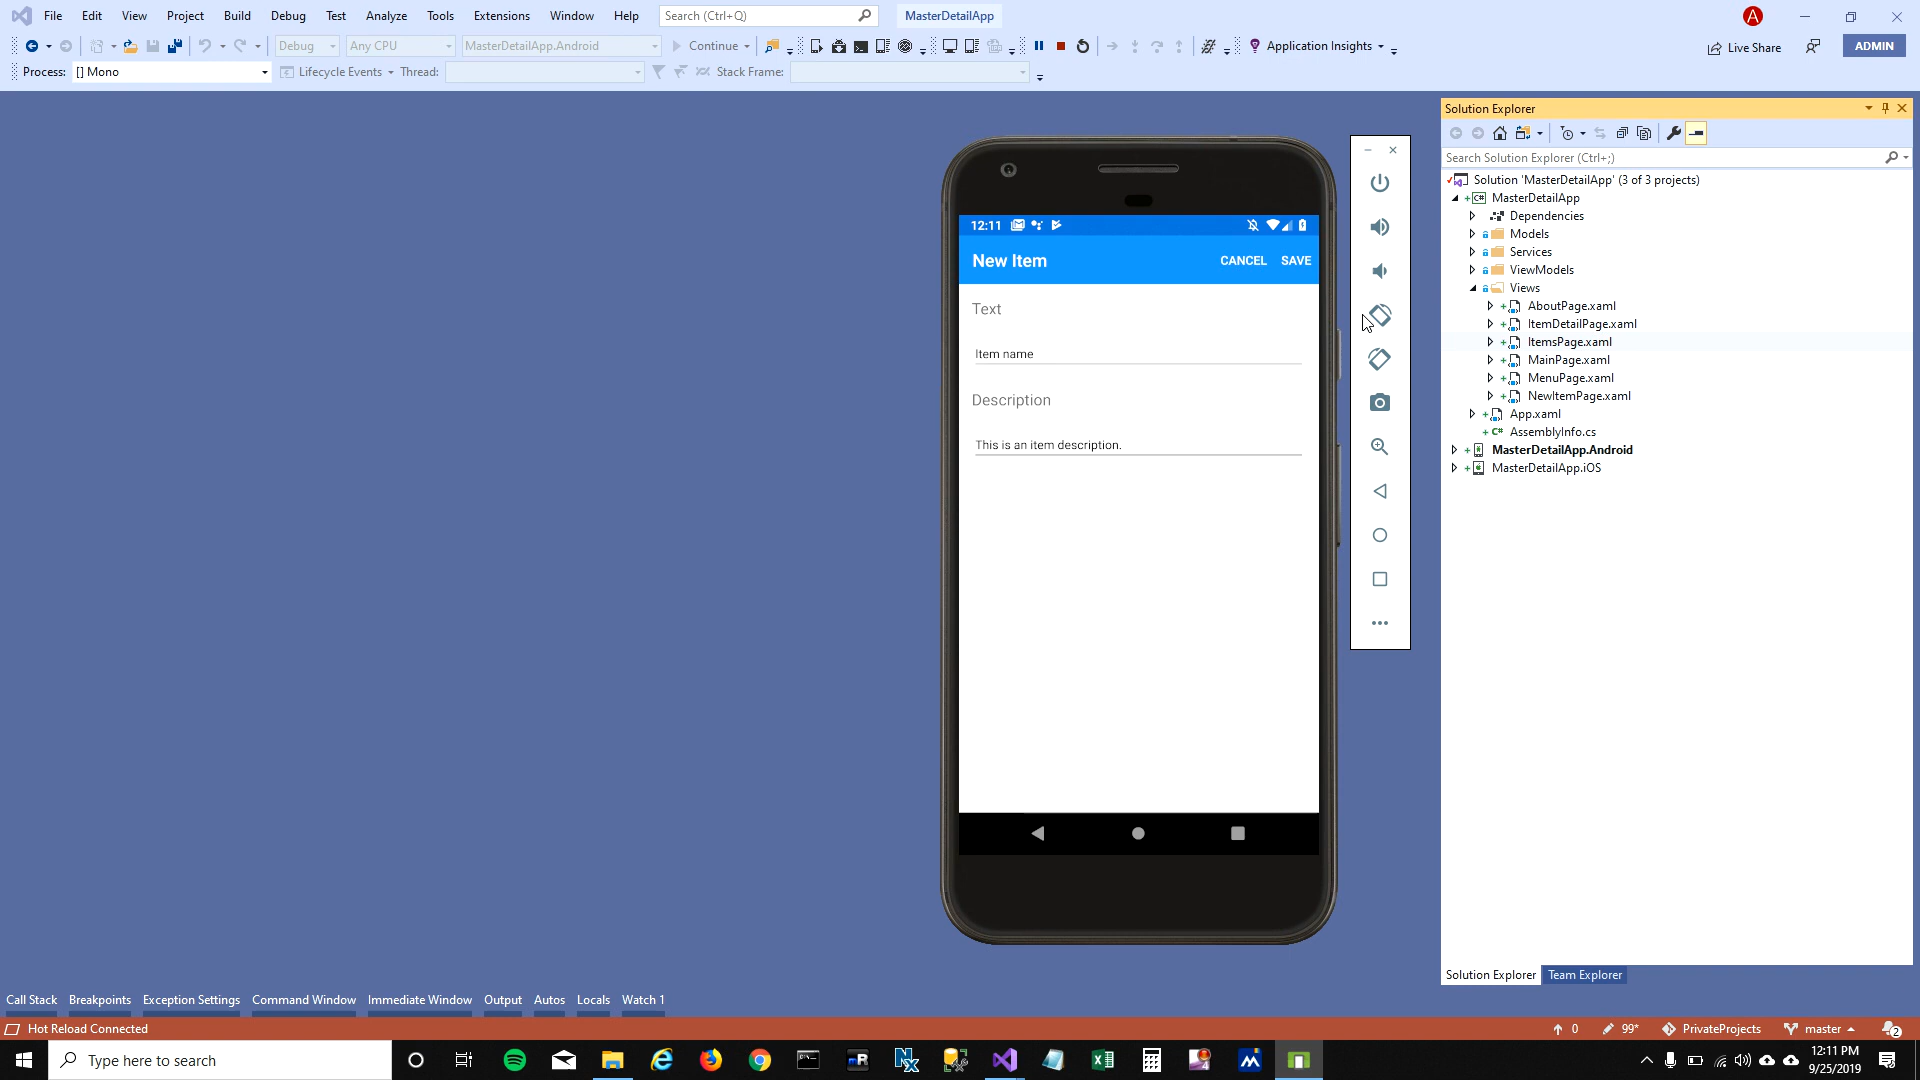 File Edit View Project Build Debug Test Analyze Tools Extensions Window Help Search (Ctrl+Q) MasterDetailApp A
Debug Any CPU MasterDetailApp.Android Continue Application Insights Live Share ADMIN
Process: [] Mono Lifecycle Events Thread: Stack Frame:
Solution Explorer
Search Solution Explorer (Ctrl+;)
Solution 'MasterDetailApp' (3 of 3 projects)
C# MasterDetailApp
Dependencies
Models
Services
ViewModels
Views
AboutPage.xaml
ItemDetailPage.xaml
ItemsPage.xaml
MainPage.xaml
MenuPage.xaml
NewItemPage.xaml
App.xaml
C# AssemblyInfo.cs
MasterDetailApp.Android
MasterDetailApp.iOS
Solution Explorer Team Explorer
12:11
New Item CANCEL SAVE
Text
Item name
Description
This is an item description.
Call Stack Breakpoints Exception Settings Command Window Immediate Window Output Autos Locals Watch 1
Hot Reload Connected 0 99* PrivateProjects master 2
Type here to search
12:11 PM
9/25/2019